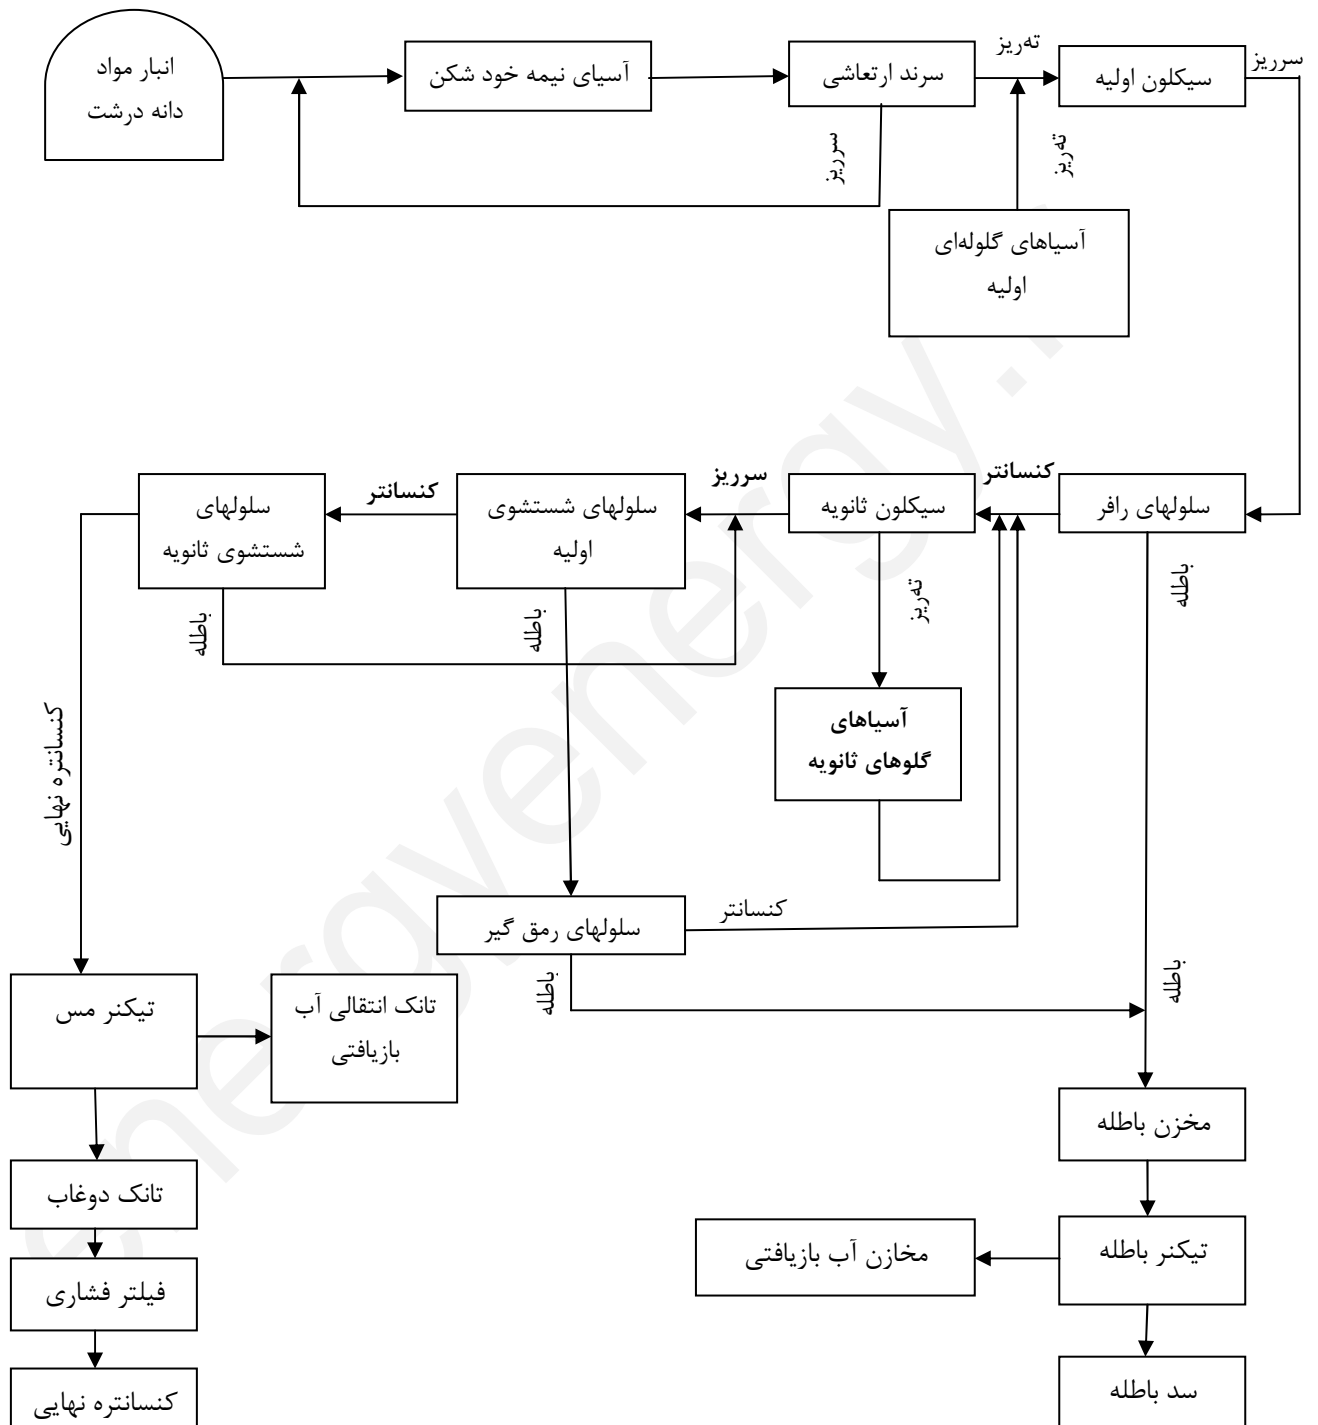 انبار مواد
دانه درشت
آسیای نیمه خود شکن
سرند ارتعاشی
ته‌ریز
سیکلون اولیه
سرریز
سرریز
ته‌ریز
آسیاهای گلوله‌ای
اولیه
سلولهای رافر
کنسانتر
سیکلون ثانویه
سرریز
سلولهای شستشوی
اولیه
کنسانتر
سلولهای
شستشوی ثانویه
باطله
ته‌ریز
باطله
باطله
آسیاهای
گلوهای ثانویه
کنسانتره نهایی
سلولهای رمق گیر
کنسانتر
باطله
باطله
تیکنر مس
تانک انتقالی آب
بازیافتی
مخزن باطله
تانک دوغاب
تیکنر باطله
مخازن آب بازیافتی
فیلتر فشاری
سد باطله
کنسانتره نهایی